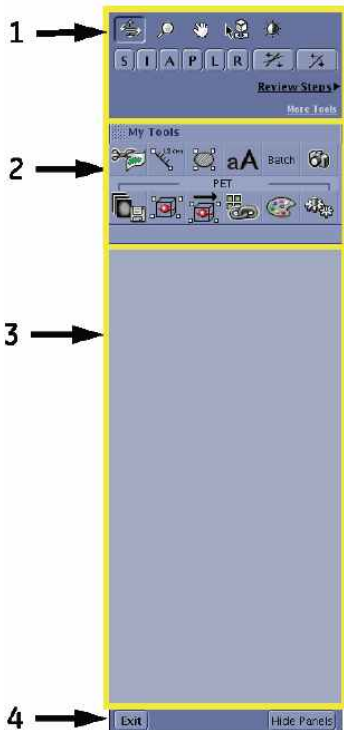 1
S I A P L R
Review Steps
More Tools
My Tools
2
aA Batch
PET
3
4
Exit Hide Panels